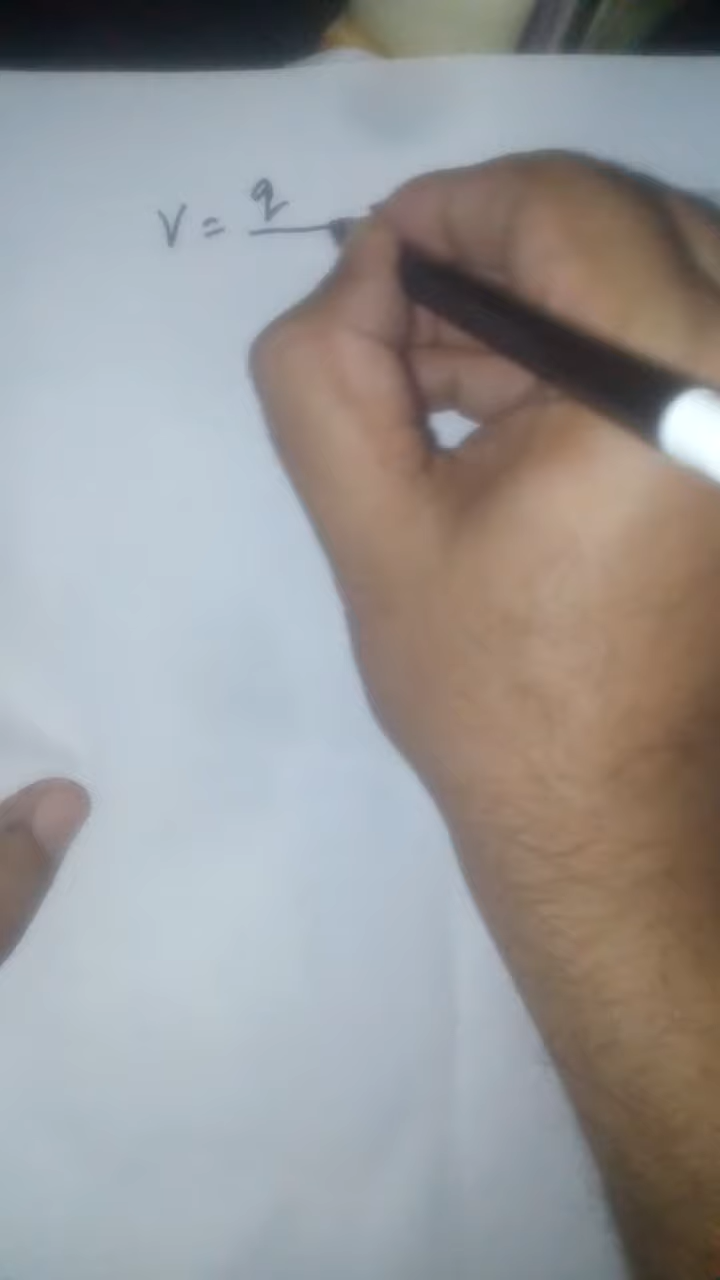 V = q